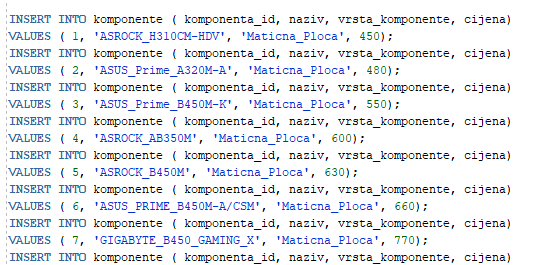 INSERT INTO komponente ( komponenta_id, naziv, vrsta_komponente, cijena)
VALUES ( 1, 'ASROCK_H310CM-HDV', 'Maticna_Ploca', 450);
INSERT INTO komponente ( komponenta_id, naziv, vrsta_komponente, cijena)
VALUES ( 2, 'ASUS_Prime_A320M-A', 'Maticna_Ploca', 480);
INSERT INTO komponente ( komponenta_id, naziv, vrsta_komponente, cijena)
VALUES ( 3, 'ASUS_Prime_B450M-K', 'Maticna_Ploca', 550);
INSERT INTO komponente ( komponenta_id, naziv, vrsta_komponente, cijena)
VALUES ( 4, 'ASROCK_AB350M', 'Maticna_Ploca', 600);
INSERT INTO komponente ( komponenta_id, naziv, vrsta_komponente, cijena)
VALUES ( 5, 'ASROCK_B450M', 'Maticna_Ploca', 630);
INSERT INTO komponente ( komponenta_id, naziv, vrsta_komponente, cijena)
VALUES ( 6, 'ASUS_PRIME_B450M-A/CSM', 'Maticna_Ploca', 660);
INSERT INTO komponente ( komponenta_id, naziv, vrsta_komponente, cijena)
VALUES ( 7, 'GIGABYTE_B450_GAMING_X', 'Maticna_Ploca', 770);
INSERT INTO komponente ( komponenta_id, naziv, vrsta_komponente, cijena)